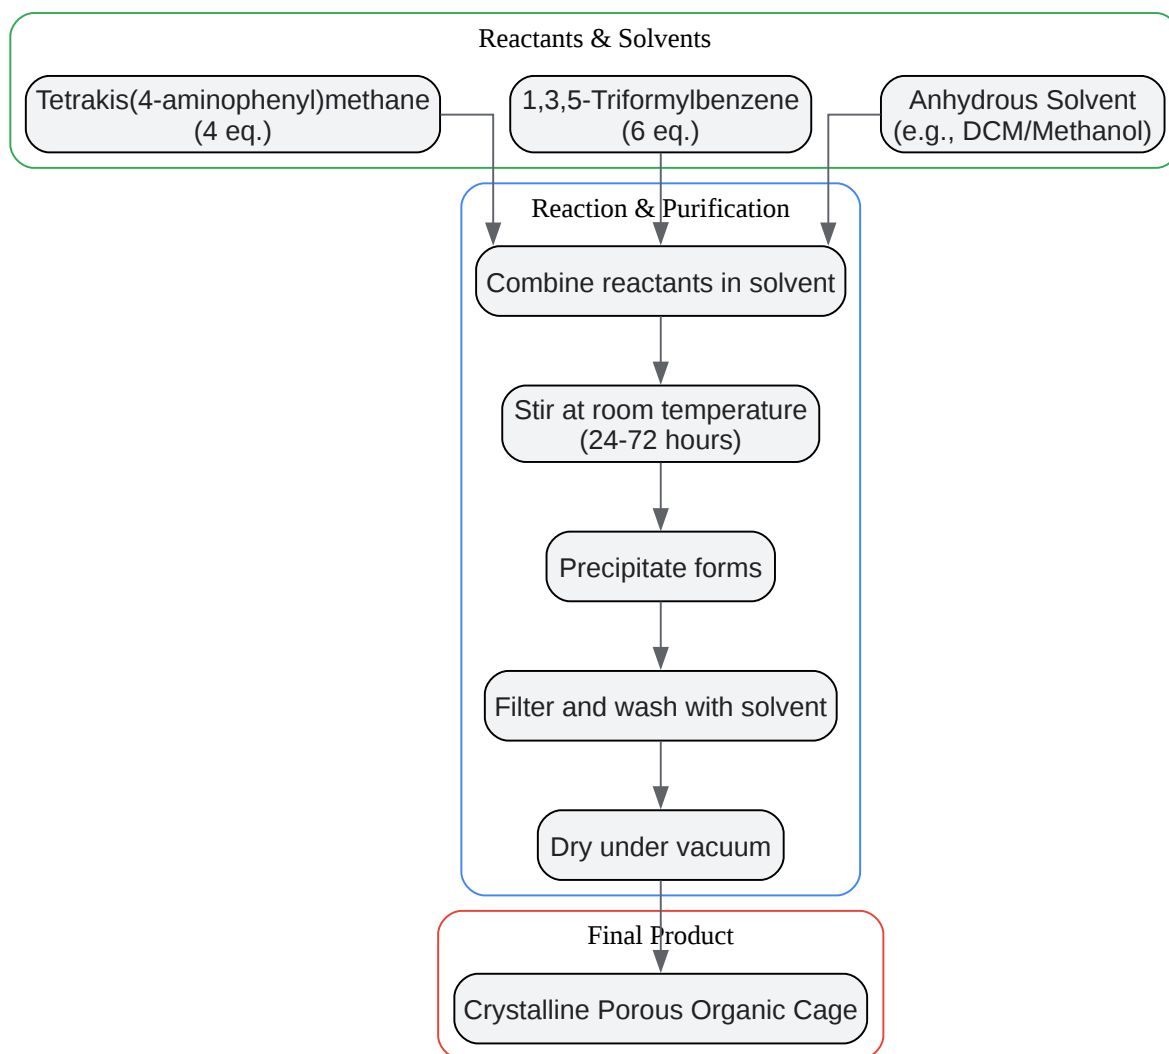 Reactants & Solvents
Tetrakis(4-aminophenyl)methane
(4 eq.)
1,3,5-Triformylbenzene
(6 eq.)
Anhydrous Solvent
(e.g., DCM/Methanol)
Reaction & Purification
Combine reactants in solvent
Stir at room temperature
(24-72 hours)
Precipitate forms
Filter and wash with solvent
Dry under vacuum
Final Product
Crystalline Porous Organic Cage